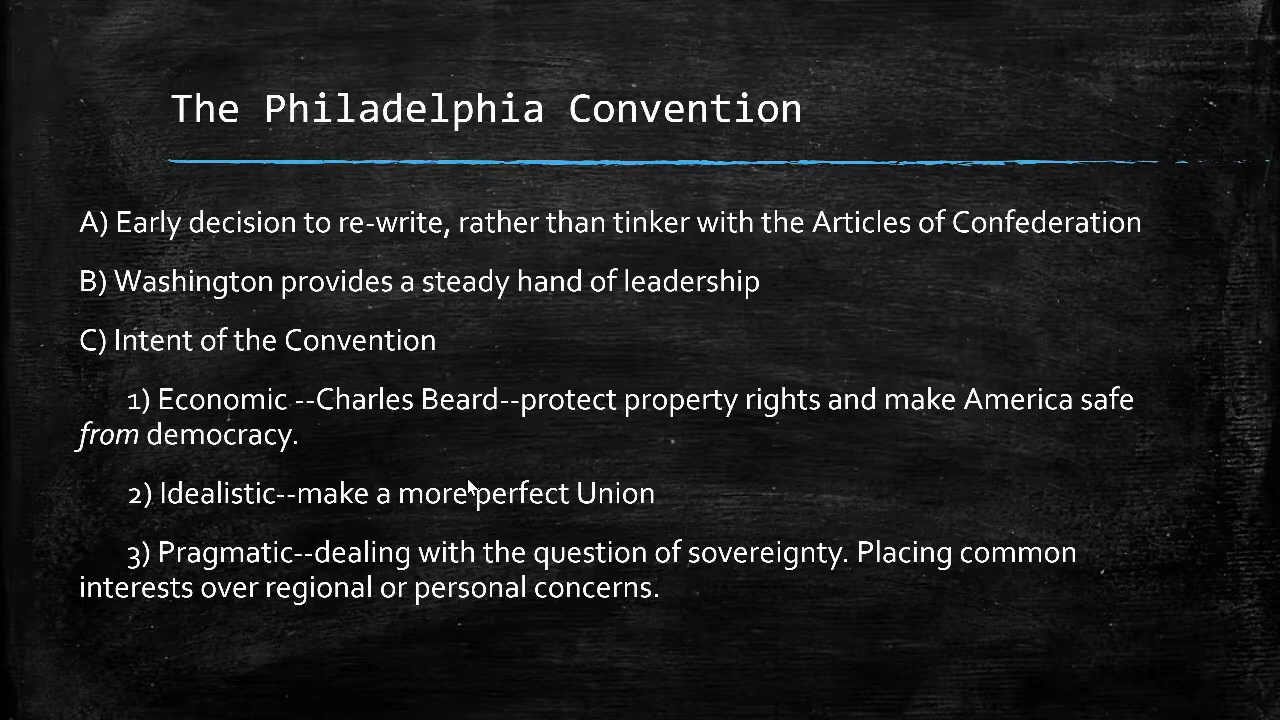 The Philadelphia Convention
A) Early decision to re-write, rather than tinker with the Articles of Confederation
B) Washington provides a steady hand of leadership
C) Intent of the Convention
1) Economic --Charles Beard--protect property rights and make America safe
from democracy.
2) Idealistic--make a more perfect Union
3) Pragmatic--dealing with the question of sovereignty. Placing common
interests over regional or personal concerns.